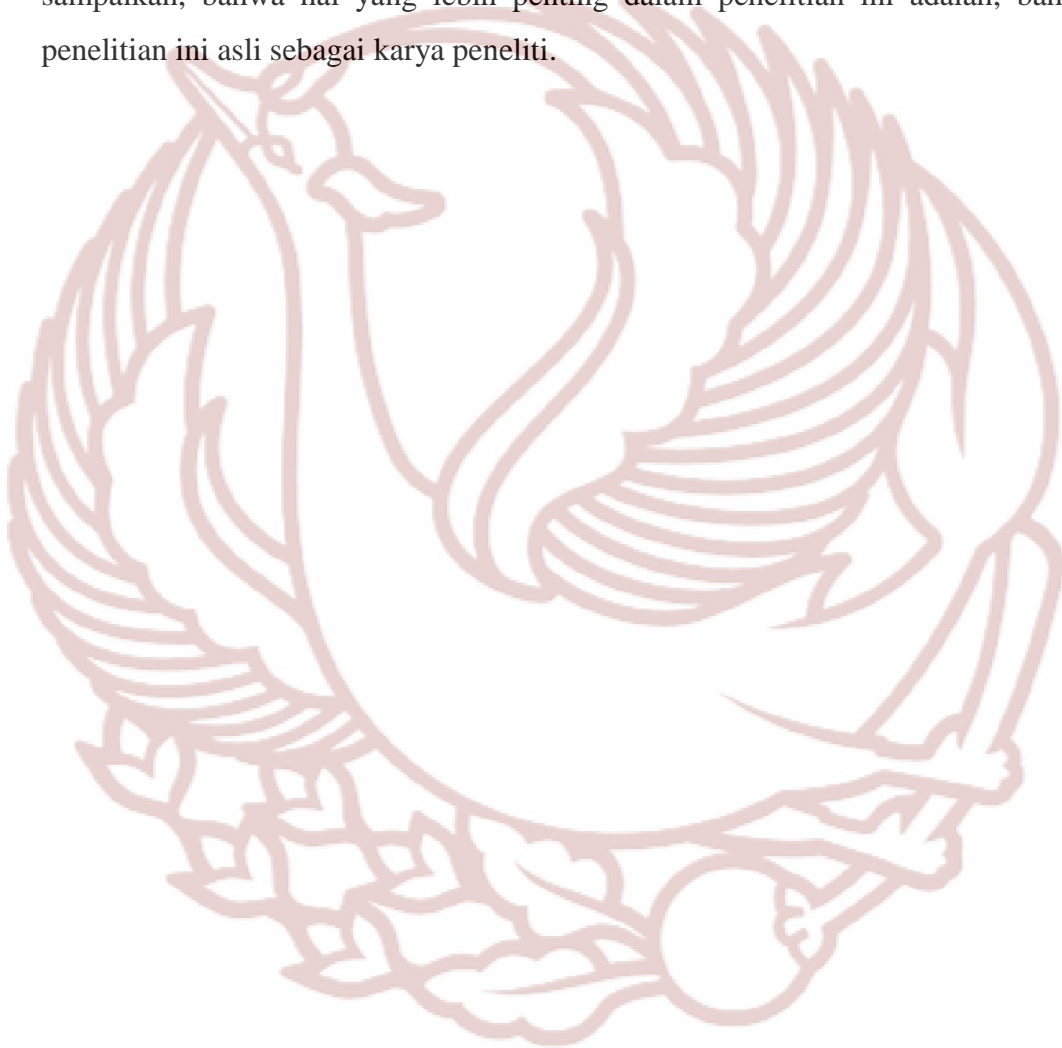 sampaikan, bahwa hal yang lebih penting dalam penelitian ini adalah,
penelitian ini asli sebagai karya peneliti.